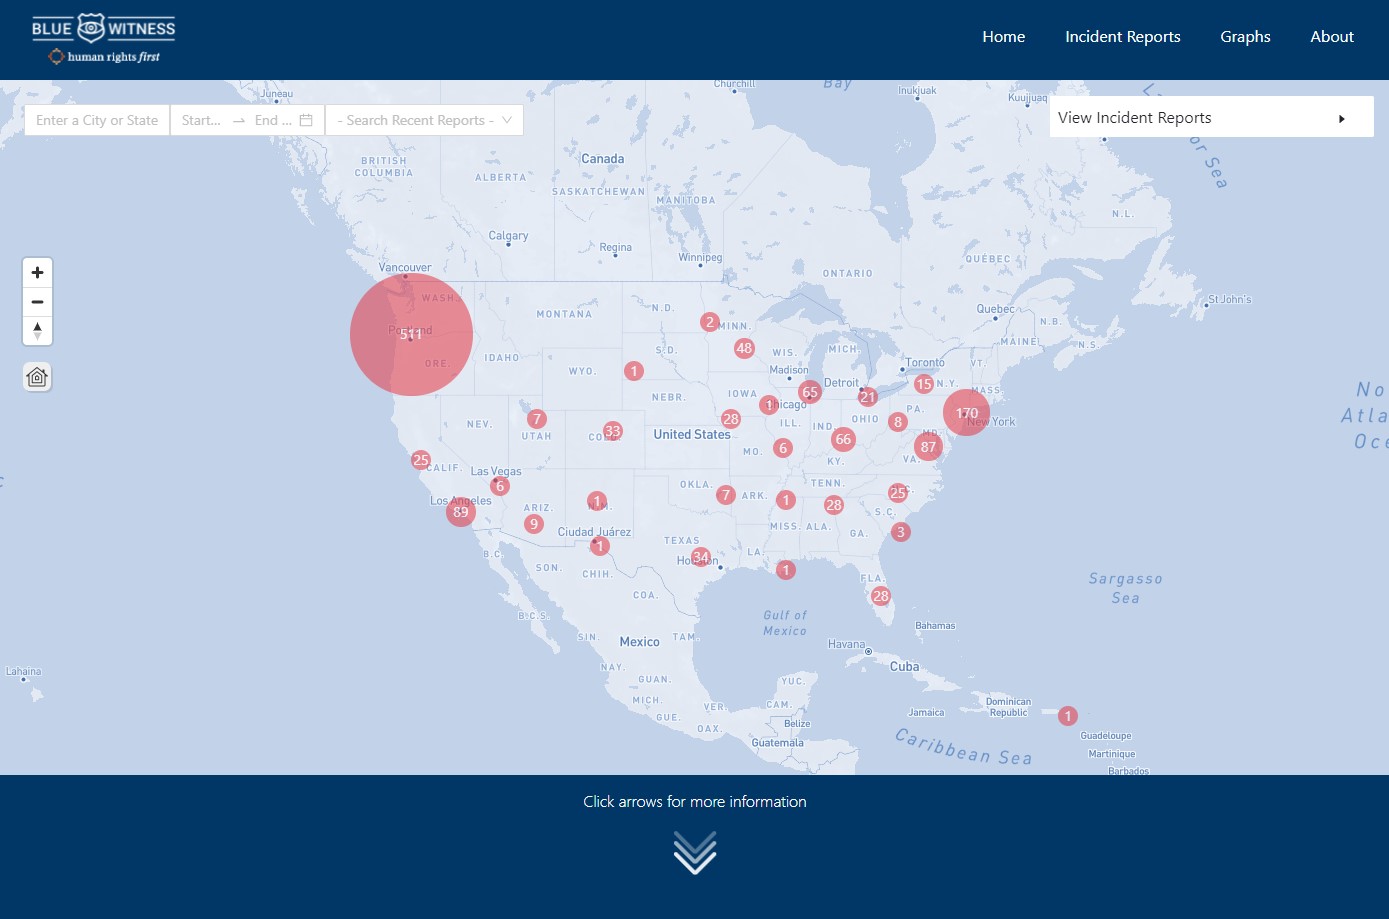 BLUE WITNESS
human rights first
Home
Incident Reports
Graphs
About
Enter a City or State
Start...
End ...
- Search Recent Reports -
View Incident Reports
Juneau
Churchill
Bay
Inukjuak
Kuujjuaq
Canada
BRITISH
COLUMBIA
ALBERTA
SASKATCHEWAN
MANITOBA
N.L.
Calgary
Regina
Winnipeg
ONTARIO
QUÉBEC
Vancouver
WASH.
511
ORE.
MONTANA
N.D.
2
MINN.
Quebec
N.B.
St John's
MAINE
N.S.
IDAHO
S.D.
48
WIS.
MICH.
VT.
Toronto
WYO.
1
Madison
Detroit
15
N.Y.
MASS.
NEBR.
IOWA
1
Chicago
65
21
PA.
170
New York
NEV.
7
UTAH
33
United States
28
ILL.
IND.
OHIO
8
MO.
6
66
KY.
MD.
87
VA.
25
CALIF.
Las Vegas
6
Los Angeles
89
ARIZ.
9
1
N.M.
OKLA.
7
ARK.
1
TENN.
28
25
S.C.
Ciudad Juárez
1
TEXAS
MISS.
ALA.
GA.
3
34
Houston
LA.
1
FLA.
28
B.C.
SON.
CHIH.
COA.
B.C.S.
SIN.
Mexico
TAM.
Gulf of
Mexico
Bahamas
Havana
Cuba
Sargasso
Sea
No
Atla
Oce
Lahaina
NAY.
GUAN.
MICH.
GUE.
VER.
OAX.
YUC.
CAM.
Belize
Guatemala
Jamaica
Dominican
Republic
1
Guadeloupe
Martinique
Barbados
Caribbean Sea
Click arrows for more information